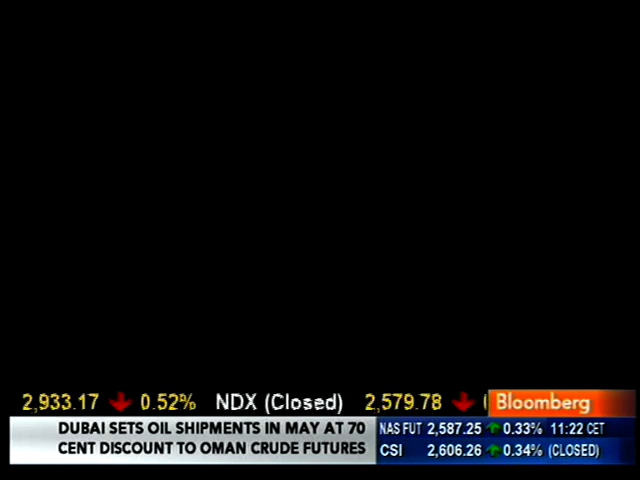 2,933.17 0.52% NDX (Closed) 2,579.78
Bloomberg
DUBAI SETS OIL SHIPMENTS IN MAY AT 70
CENT DISCOUNT TO OMAN CRUDE FUTURES
NAS FUT 2,587.25 0.33% 11:22 CET
CSI 2,606.26 0.34% (CLOSED)